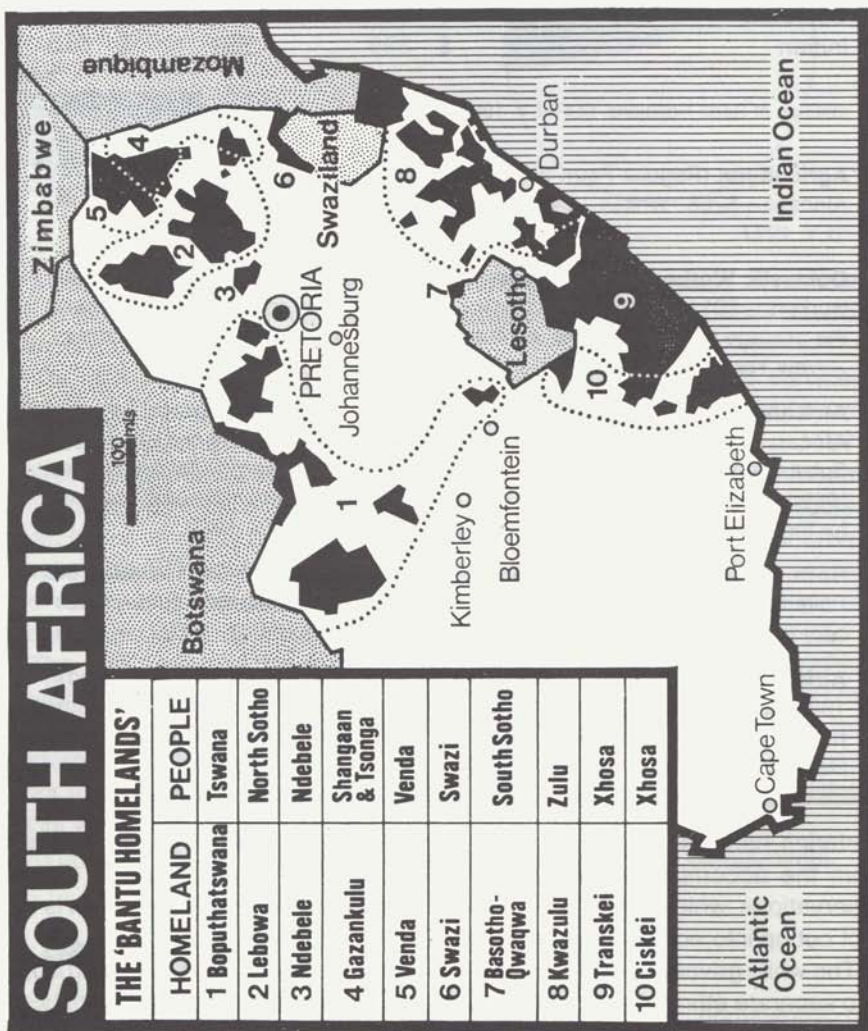 SOUTH AFRICA
THE 'BANTU HOMELANDS'
HOMELAND PEOPLE
1 Boputhatswana Tswana
2 Lebowa North Sotho
3 Ndebele Ndebele
4 Gazankulu Shangaan
& Tsonga
5 Venda Venda
6 Swazi Swazi
7 Basotho-
Qwaqwa South Sotho
8 Kwazulu Zulu
9 Transkei Xhosa
10 Ciskei Xhosa
100 mls
Zimbabwe
Mozambique
Botswana
5
4
2
3
PRETORIA
Johannesburg
6
Swaziland
1
7
8
Kimberley
Bloemfontein
Lesotho
Durban
9
10
Port Elizabeth
Cape Town
Atlantic
Ocean
Indian Ocean